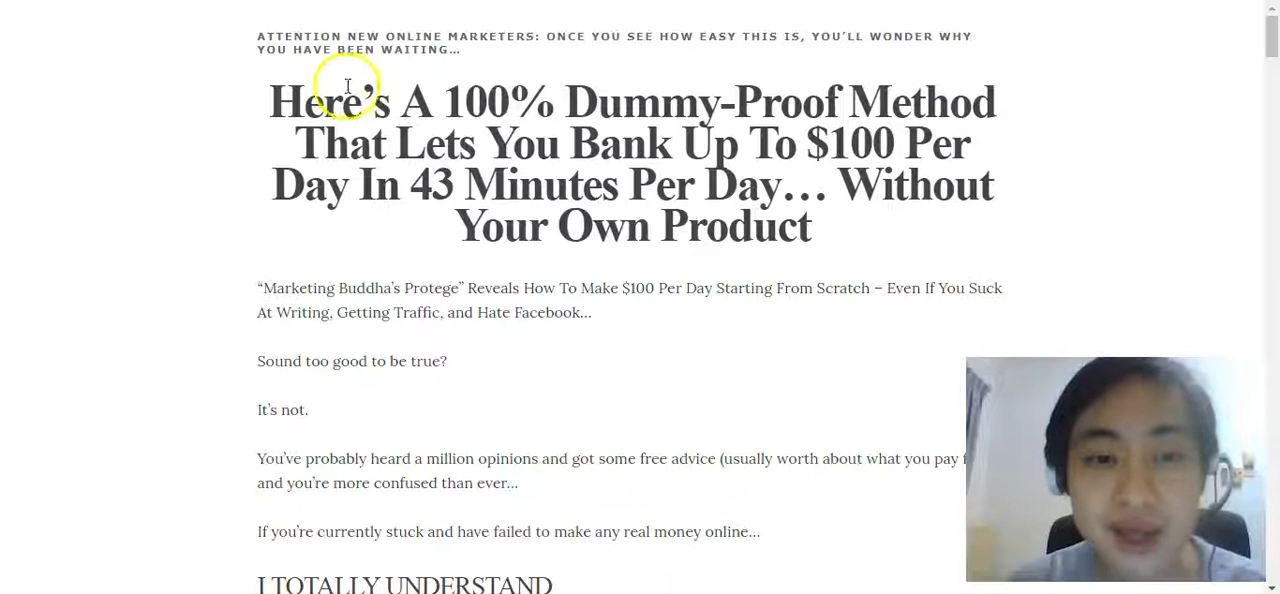 ATTENTION NEW ONLINE MARKETERS: ONCE YOU SEE HOW EASY THIS IS, YOU’LL WONDER WHY
YOU HAVE BEEN WAITING…
Here’s A 100% Dummy-Proof Method
That Lets You Bank Up To $100 Per
Day In 43 Minutes Per Day… Without
Your Own Product
“Marketing Buddha’s Protege” Reveals How To Make $100 Per Day Starting From Scratch – Even If You Suck
At Writing, Getting Traffic, and Hate Facebook…
Sound too good to be true?
It’s not.
You’ve probably heard a million opinions and got some free advice (usually worth about what you pay
and you’re more confused than ever…
If you’re currently stuck and have failed to make any real money online…
I TOTALLY UNDERSTAND